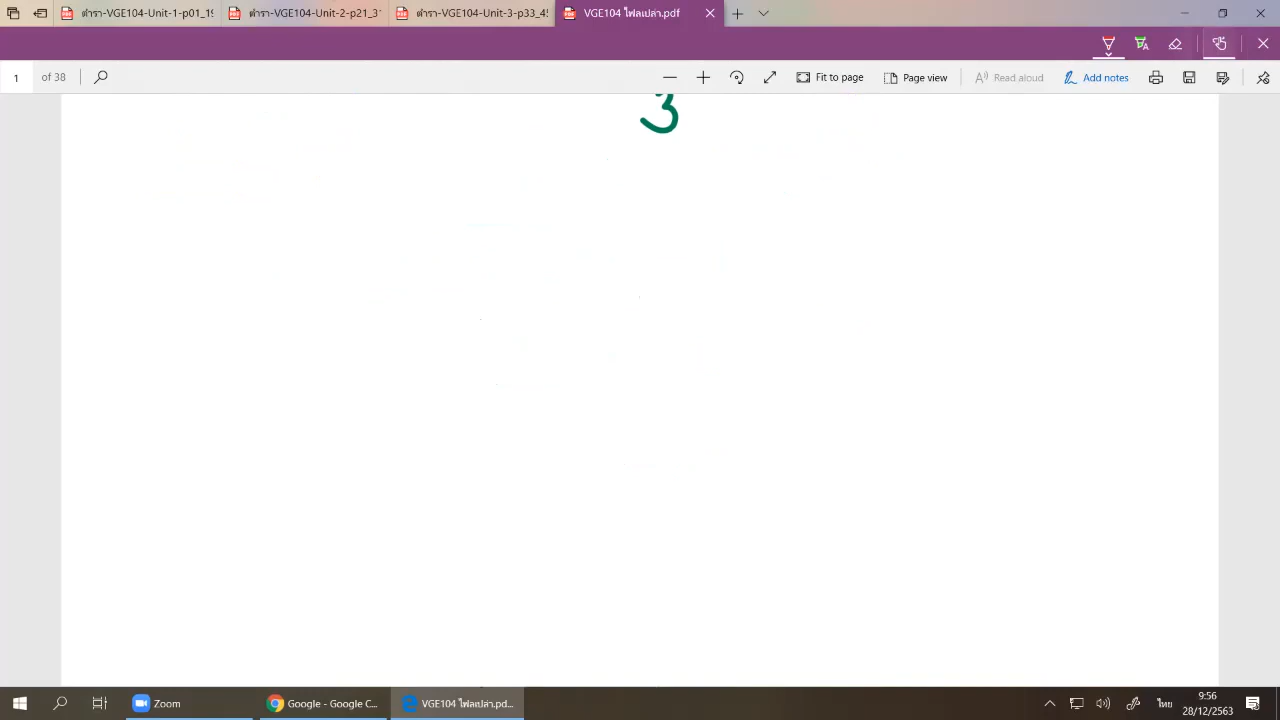 ตำรา-VGE104-Unit-1-p01_1
ตำรา-VGE104-Unit-2-p21_3
ตำรา-VGE104-Unit-3-p33_4
VGE104 ไฟลเปล่า.pdf
1 of 38
Fit to page
Page view
Read aloud
Add notes
3
Zoom
Google - Google C...
VGE104 ไฟลเปล่า.pd...
ไทย
9:56
28/12/2563